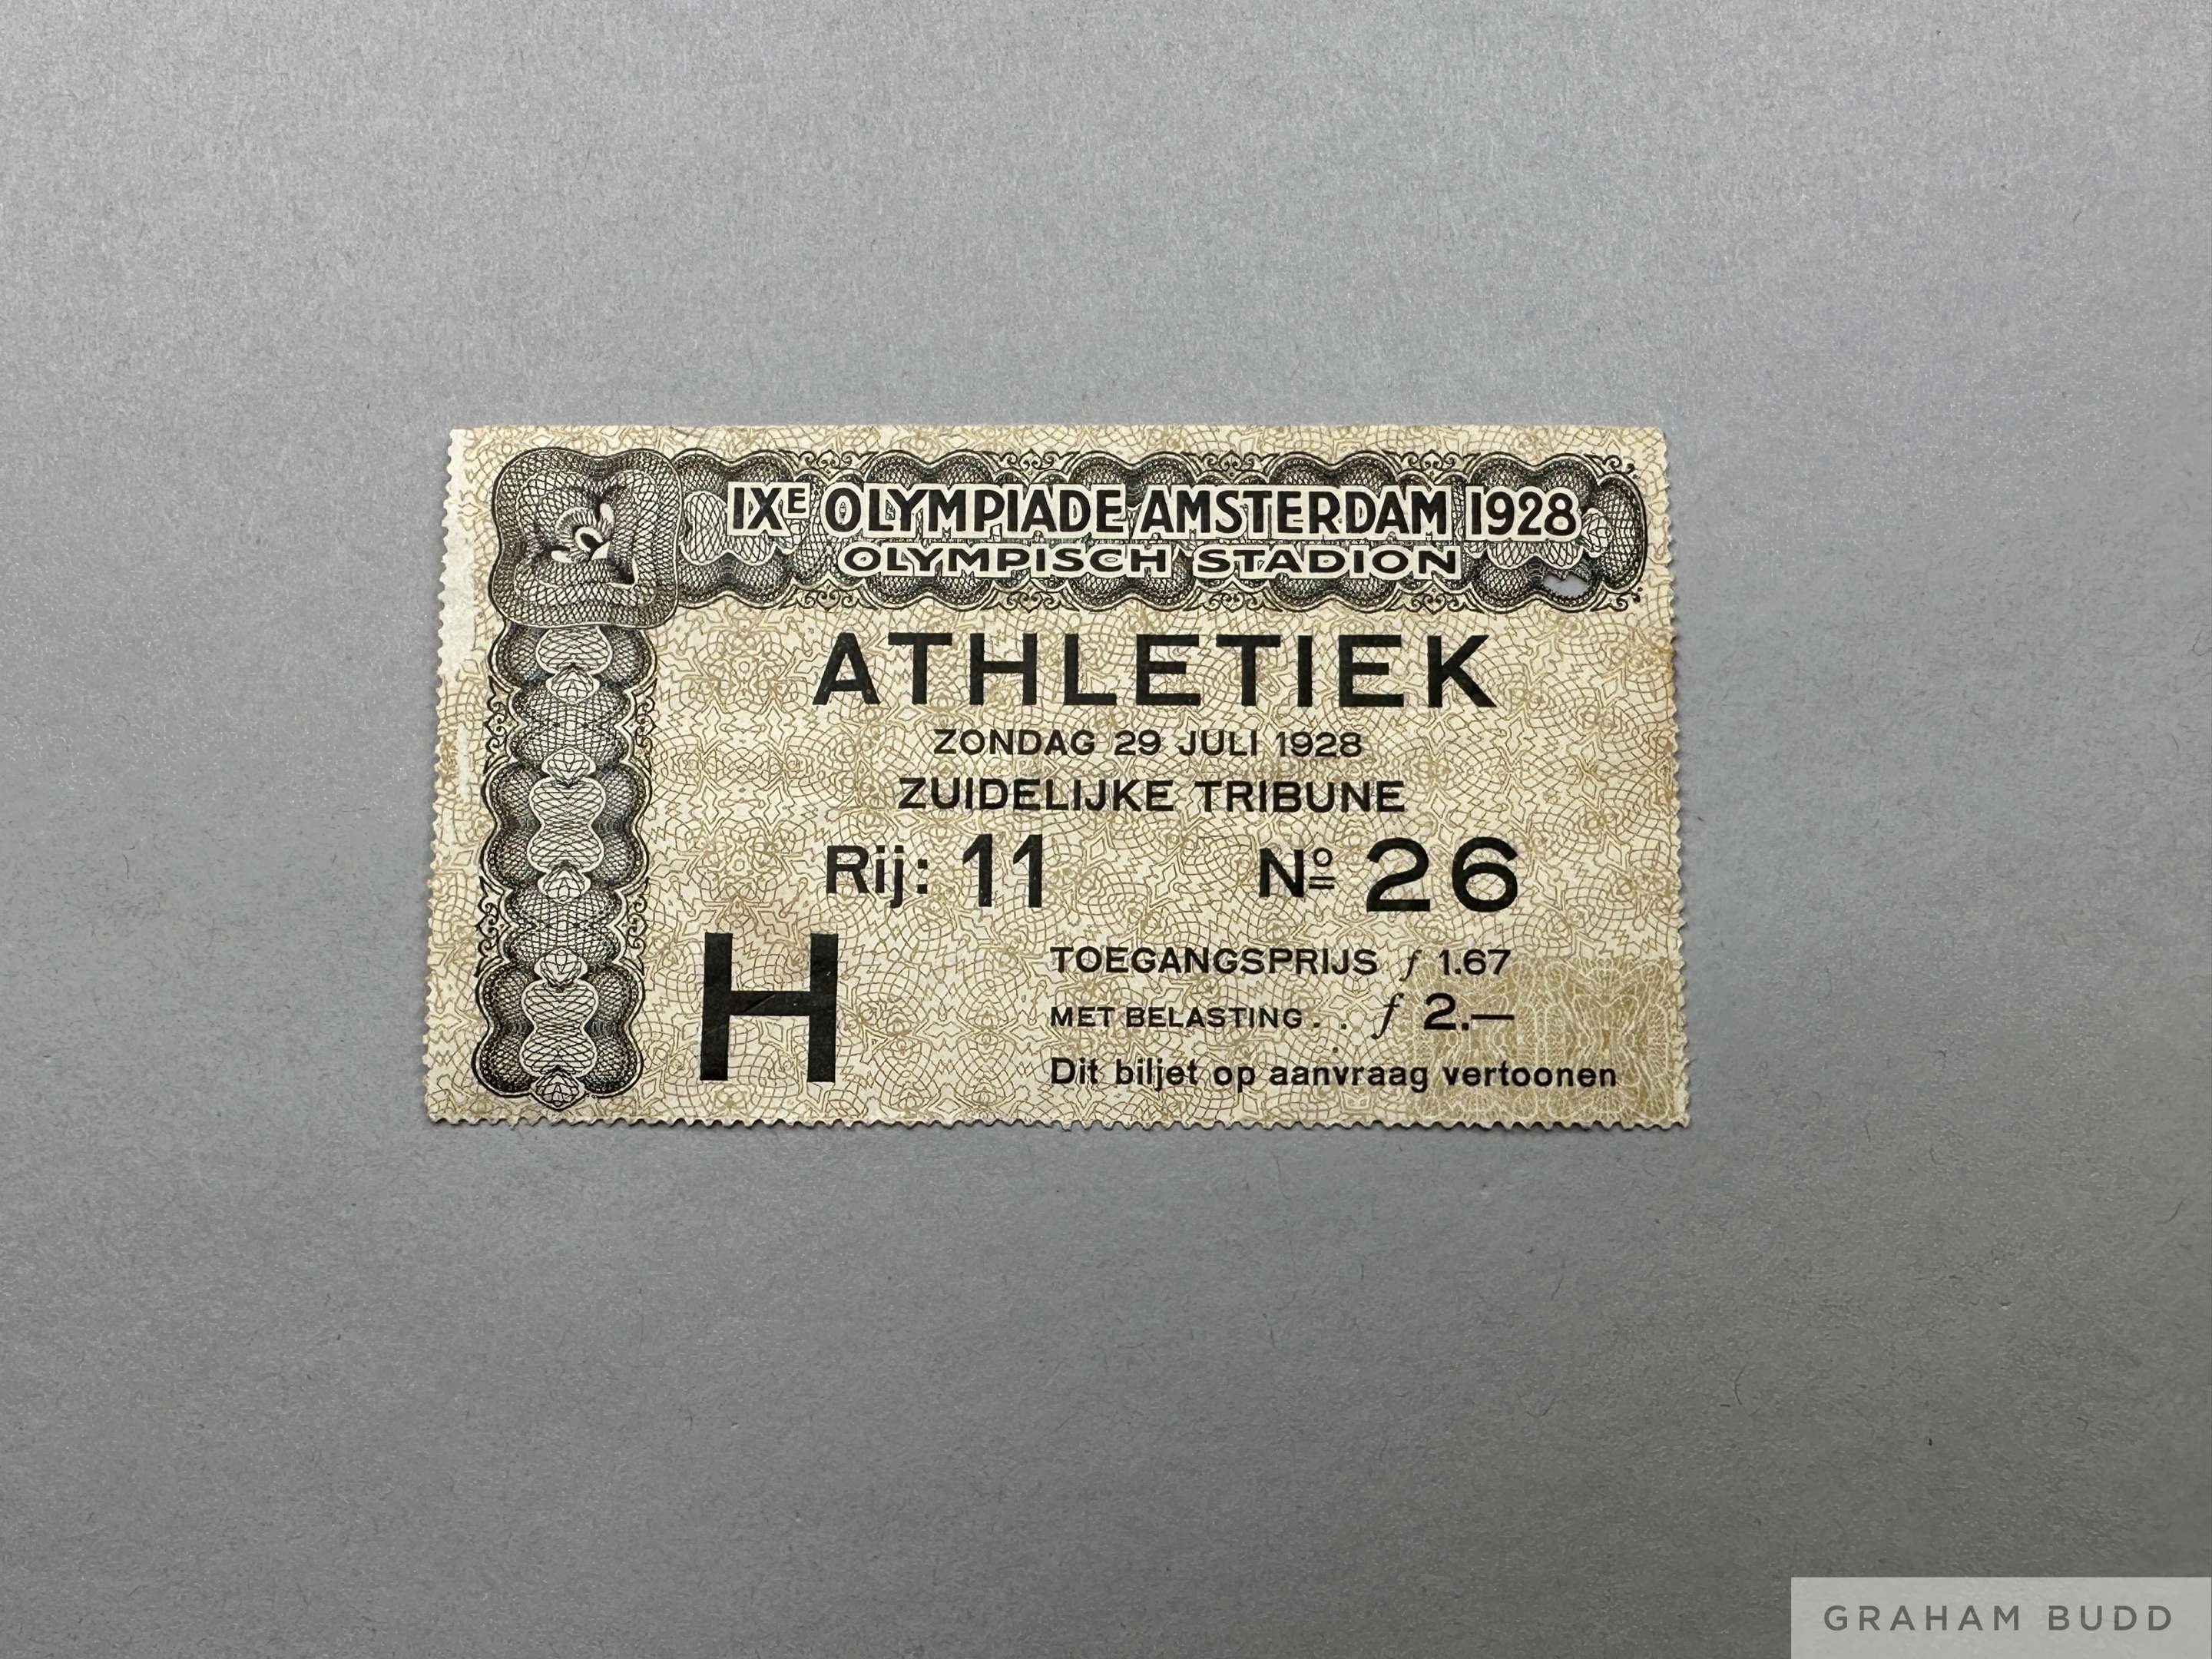 IXE OLYMPIADE AMSTERDAM 1928
OLYMPISCH STADION
ATHLETIEK
ZONDAG 29 JULI 1928
ZUIDELIJKE TRIBUNE
Rij: 11 Nº 26
H
TOEGANGSPRIJS ƒ 1.67
MET BELASTING . . ƒ 2.—
Dit biljet op aanvraag vertoonen
GRAHAM BUDD